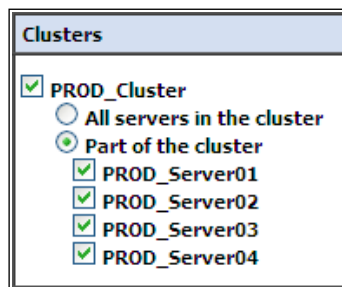 Clusters
PROD_Cluster
All servers in the cluster
Part of the cluster
PROD_Server01
PROD_Server02
PROD_Server03
PROD_Server04